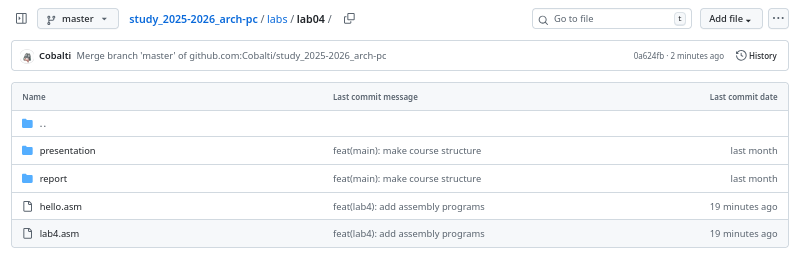 master study_2025-2026_arch-pc / labs / lab04 / Go to file t Add file
Cobalti Merge branch 'master' of github.com:Cobalti/study_2025-2026_arch-pc 0a624fb · 2 minutes ago History
Name Last commit message Last commit date
..
presentation feat(main): make course structure last month
report feat(main): make course structure last month
hello.asm feat(lab4): add assembly programs 19 minutes ago
lab4.asm feat(lab4): add assembly programs 19 minutes ago